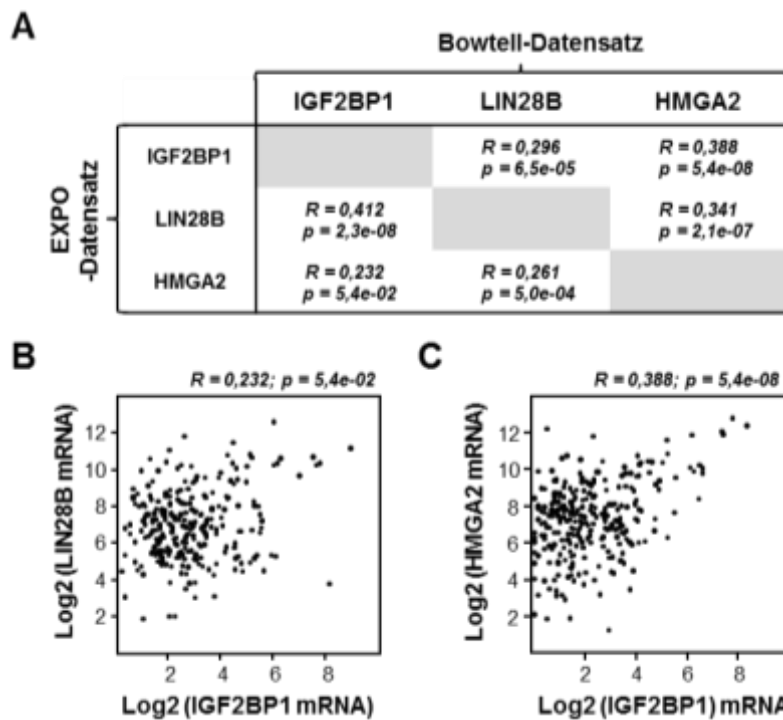 A
Bowtell-Datensatz
IGF2BP1 LIN28B HMGA2
EXPO
-Datensatz
IGF2BP1
R = 0,296
p = 6,5e-05
R = 0,388
p = 5,4e-08
LIN28B
R = 0,412
p = 2,3e-08
R = 0,341
p = 2,1e-07
HMGA2
R = 0,232
p = 5,4e-02
R = 0,261
p = 5,0e-04
B
R = 0,232; p = 5,4e-02
Log2 (LIN28B mRNA)
12
10
8
6
4
2
2 4 6 8
Log2 (IGF2BP1 mRNA)
C
R = 0,388; p = 5,4e-08
Log2 (HMGA2 mRNA)
12
10
8
6
4
2
2 4 6 8
Log2 (IGF2BP1) mRNA